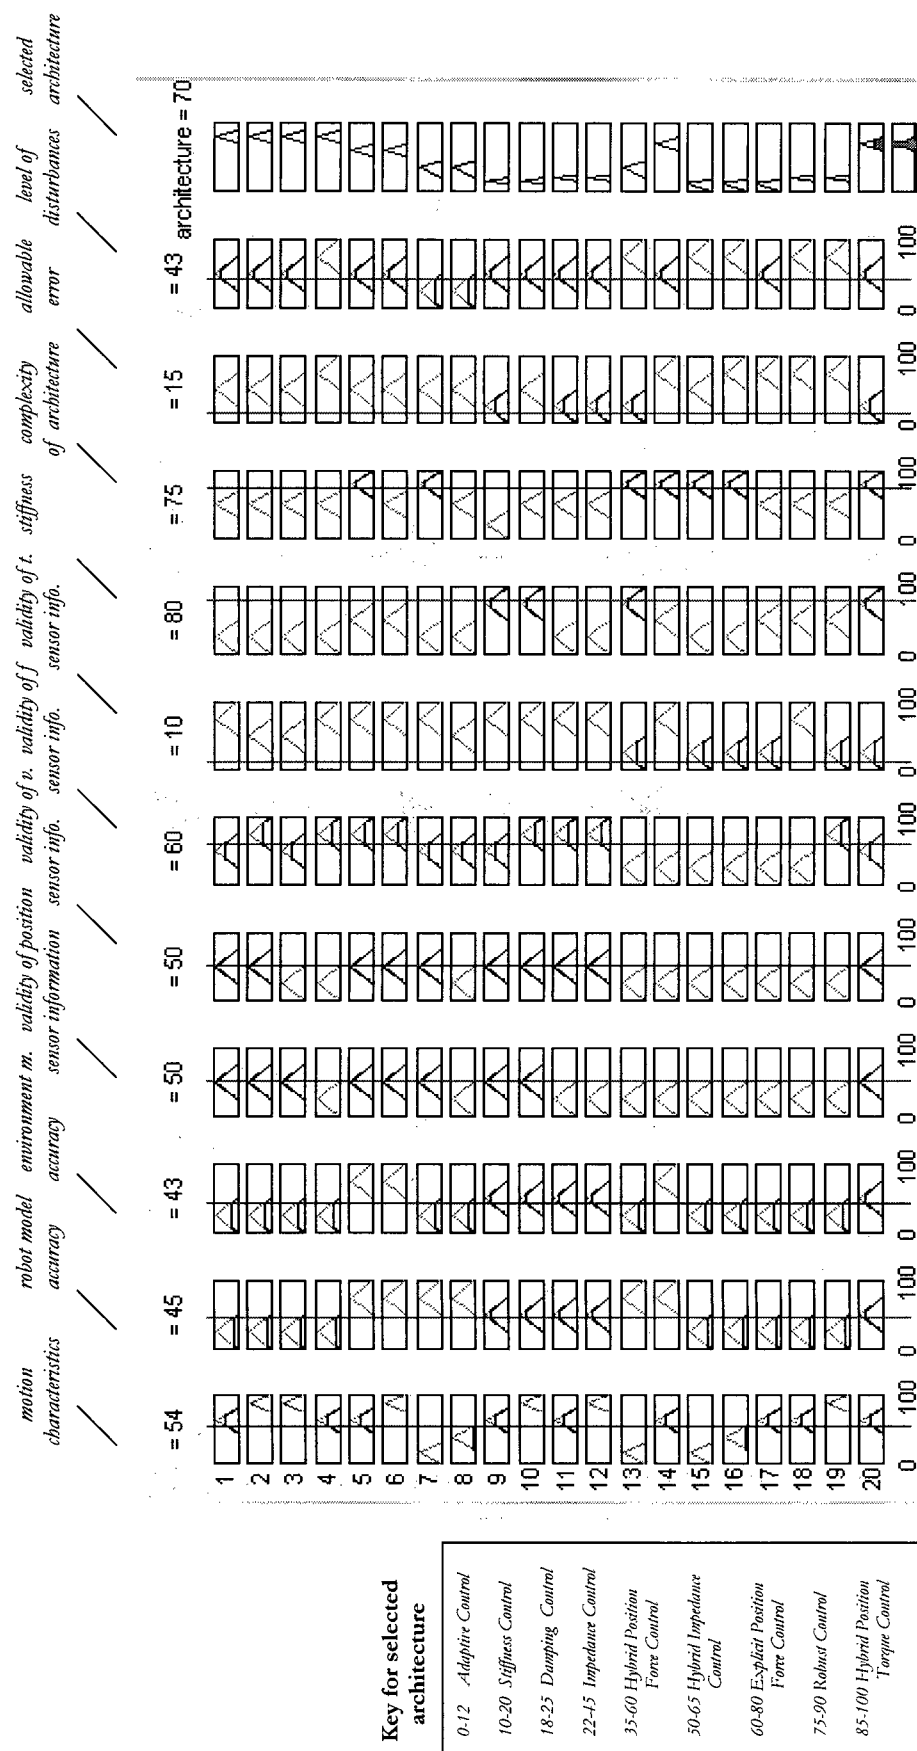 motion
characteristics
robot model
accuracy
environment m.
accuracy
validity of position
sensor information
validity of v.
sensor info.
validity of f
sensor info.
validity of t.
sensor info.
stiffness
complexity
of architecture
allowable
error
level of
disturbances
selected
architecture
= 54
= 45
= 43
= 50
= 50
= 60
= 10
= 80
= 75
= 15
= 43
architecture = 70
1
2
3
4
5
6
7
8
9
10
11
12
13
14
15
16
17
18
19
20
0 100
0 100
0 100
0 100
0 100
0 100
0 100
0 100
0 100
0 100
0 100
Key for selected
architecture
0-12 Adaptive Control
10-20 Stiffness Control
18-25 Damping Control
22-45 Impedance Control
35-60 Hybrid Position
Force Control
50-65 Hybrid Impedance
Control
60-80 Explicit Position
Force Control
75-90 Robust Control
85-100 Hybrid Position
Torque Control